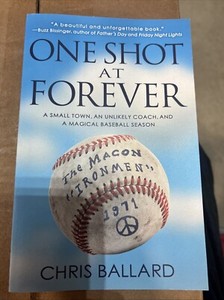 "A beautiful and unforgettable book."
—Buzz Bissinger, author of Father's Day and Friday Night Lights
ONE SHOT
AT
FOREVER
A SMALL TOWN, AN UNLIKELY COACH, AND
A MAGICAL BASEBALL SEASON
The MACON
"IRONMEN"
1971
CHRIS BALLARD